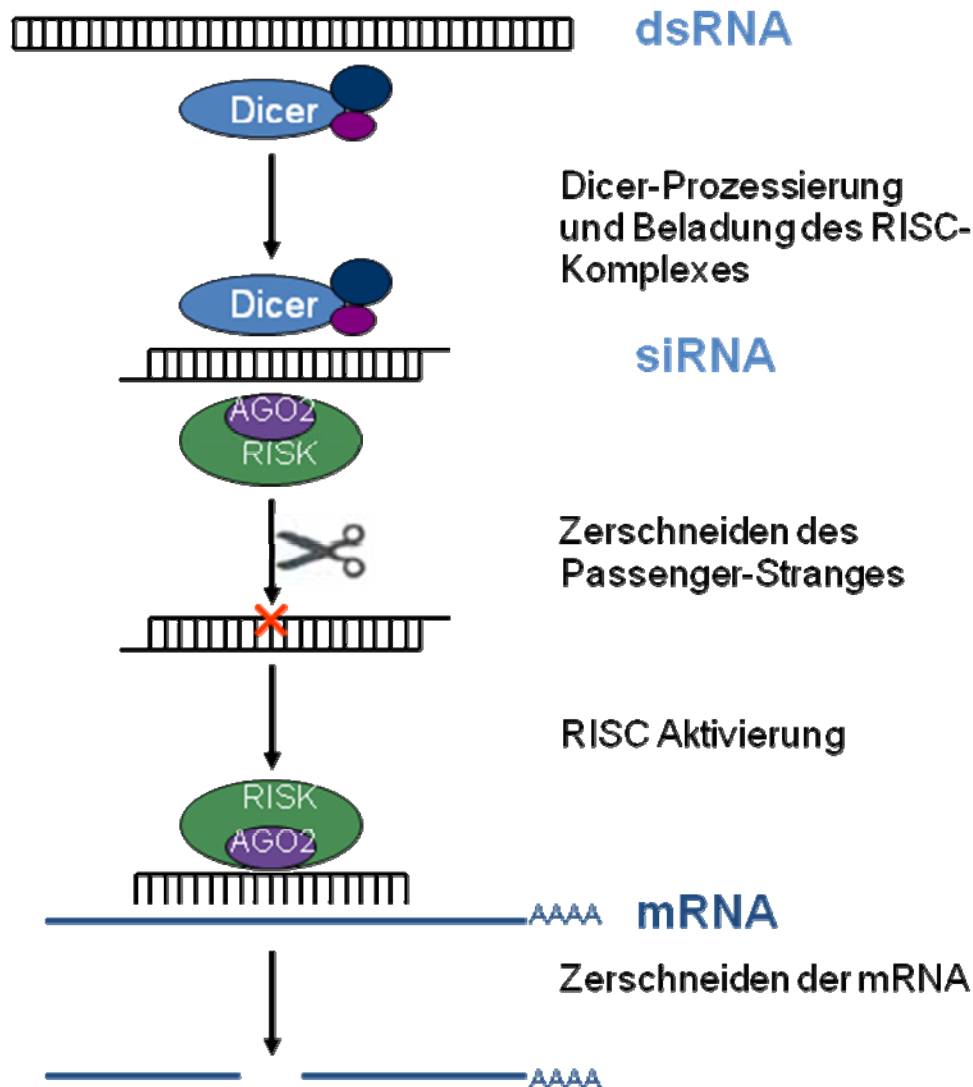 dsRNA
Dicer
Dicer-Prozessierung
und Beladung des RISC-
Komplexes
Dicer
siRNA
AGO2
RISK
Zerschneiden des
Passenger-Stranges
RISC Aktivierung
RISK
AGO2
AAAA
mRNA
Zerschneiden der mRNA
AAAA